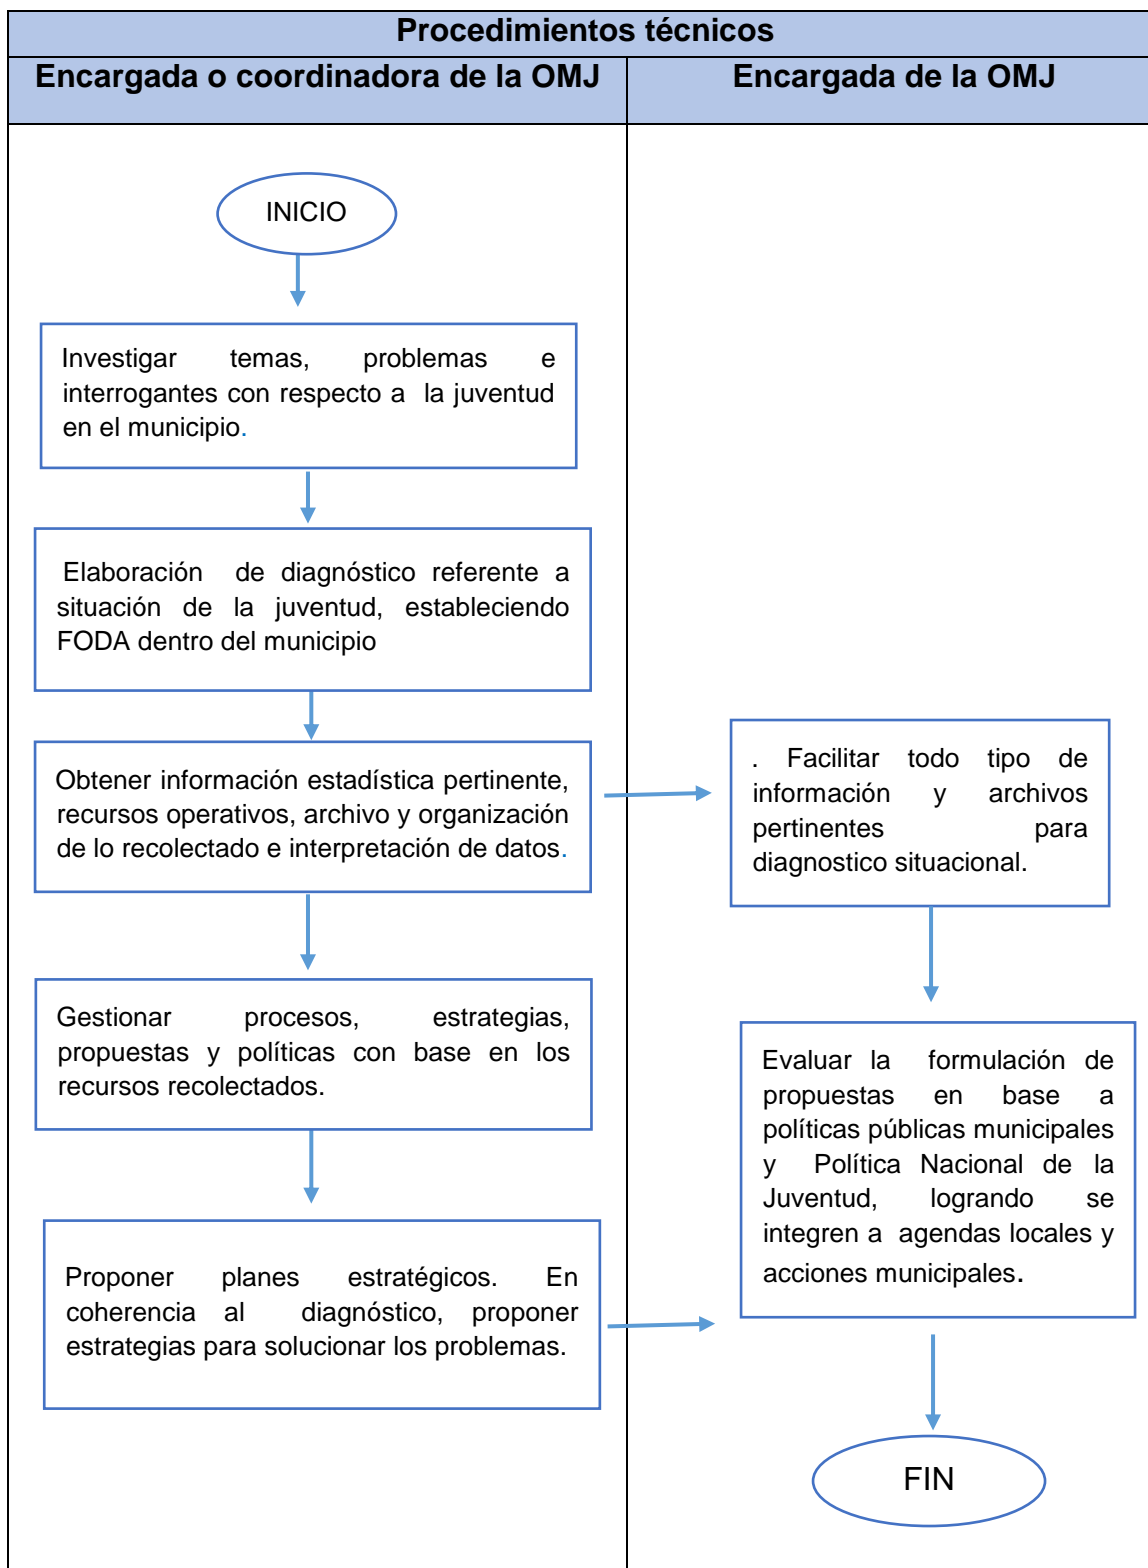 Procedimientos técnicos
Encargada o coordinadora de la OMJ
Encargada de la OMJ
INICIO
Investigar temas, problemas e
interrogantes con respecto a la juventud
en el municipio.
Elaboración de diagnóstico referente a
situación de la juventud, estableciendo
FODA dentro del municipio
Obtener información estadística pertinente,
recursos operativos, archivo y organización
de lo recolectado e interpretación de datos.
. Facilitar todo tipo de
información y archivos
pertinentes para
diagnostico situacional.
Gestionar procesos, estrategias,
propuestas y políticas con base en los
recursos recolectados.
Evaluar la formulación de
propuestas en base a
políticas públicas municipales
y Política Nacional de la
Juventud, logrando se
integren a agendas locales y
acciones municipales.
Proponer planes estratégicos. En
coherencia al diagnóstico, proponer
estrategias para solucionar los problemas.
FIN